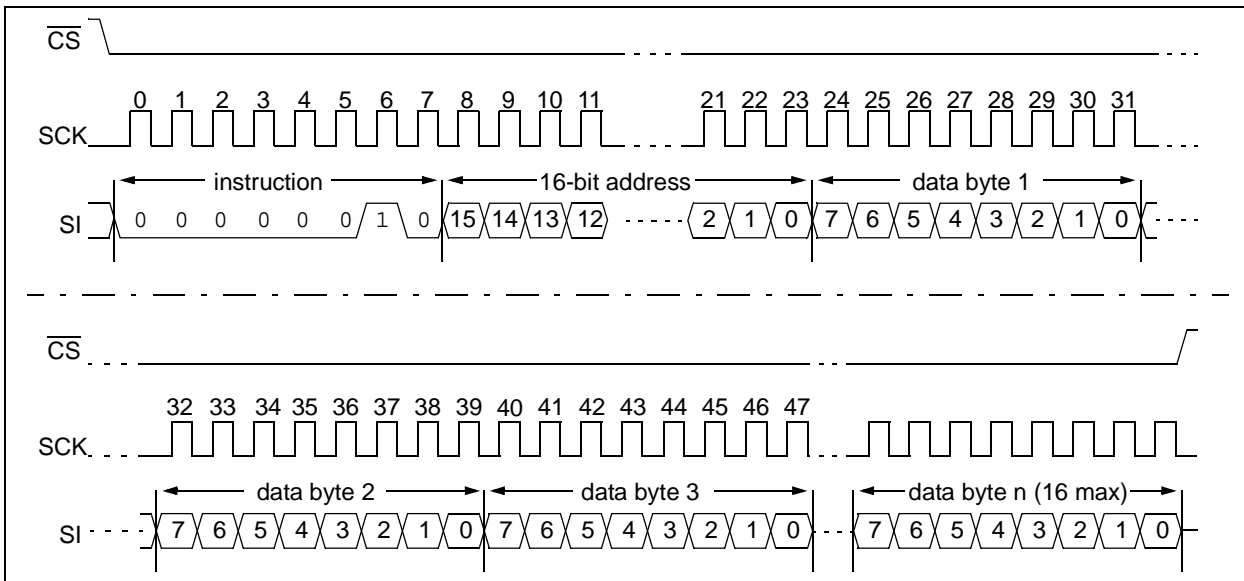 CS
0 1 2 3 4 5 6 7 8 9 10 11 21 22 23 24 25 26 27 28 29 30 31
SCK
instruction 16-bit address data byte 1
SI 0 0 0 0 0 0 1 0 15 14 13 12 2 1 0 7 6 5 4 3 2 1 0
CS
32 33 34 35 36 37 38 39 40 41 42 43 44 45 46 47
SCK
data byte 2 data byte 3 data byte n (16 max)
SI 7 6 5 4 3 2 1 0 7 6 5 4 3 2 1 0 7 6 5 4 3 2 1 0